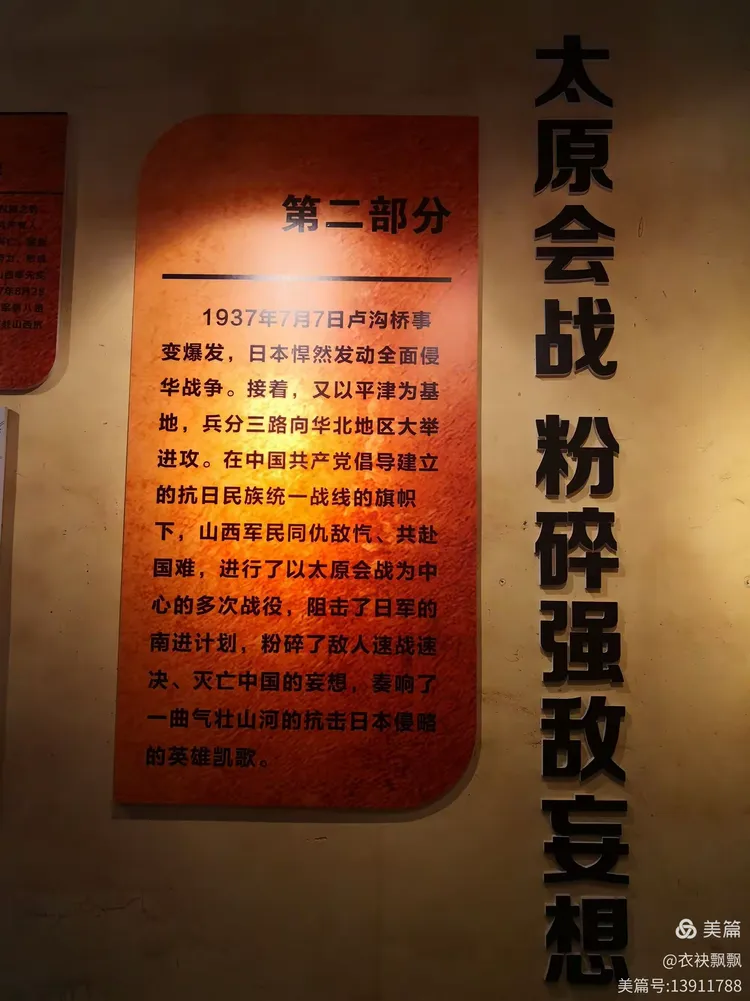 太原会战 粉碎强敌妄想
第二部分
1937年7月7日卢沟桥事
变爆发，日本悍然发动全面侵
华战争。接着，又以平津为基
地，兵分三路向华北地区大举
进攻。在中国共产党倡导建立
的抗日民族统一战线的旗帜
下，山西军民同仇敌忾、共赴
国难，进行了以太原会战为中
心的多次战役，阻击了日军的
南进计划，粉碎了敌人速战速
决、灭亡中国的妄想，奏响了
一曲气壮山河的抗击日本侵略
的英雄凯歌。
美篇
@衣袂飘飘
美篇号:13911788